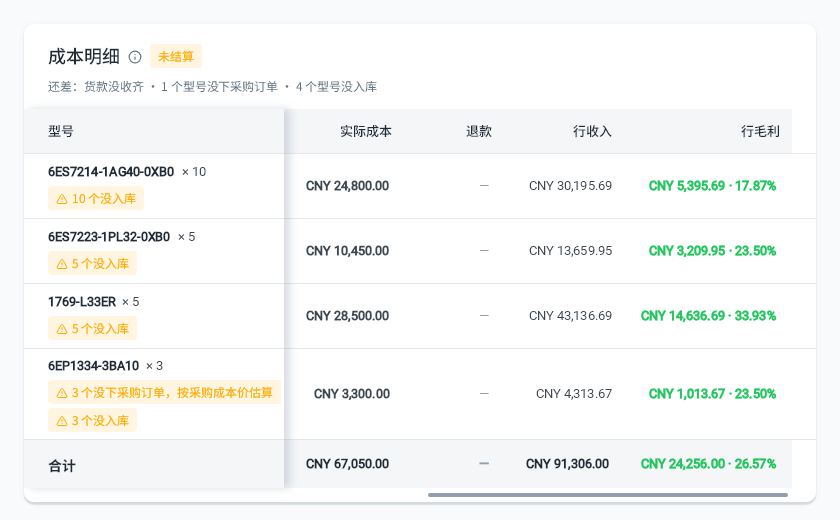 成本明细 未结算
还差：货款没收齐 · 1 个型号没下采购订单 · 4 个型号没入库
型号 实际成本 退款 行收入 行毛利
6ES7214-1AG40-0XB0 × 10
10 个没入库
CNY 24,800.00 — CNY 30,195.69 CNY 5,395.69 · 17.87%
6ES7223-1PL32-0XB0 × 5
5 个没入库
CNY 10,450.00 — CNY 13,659.95 CNY 3,209.95 · 23.50%
1769-L33ER × 5
5 个没入库
CNY 28,500.00 — CNY 43,136.69 CNY 14,636.69 · 33.93%
6EP1334-3BA10 × 3
3 个没下采购订单，按采购成本价估算
3 个没入库
CNY 3,300.00 — CNY 4,313.67 CNY 1,013.67 · 23.50%
合计 CNY 67,050.00 — CNY 91,306.00 CNY 24,256.00 · 26.57%